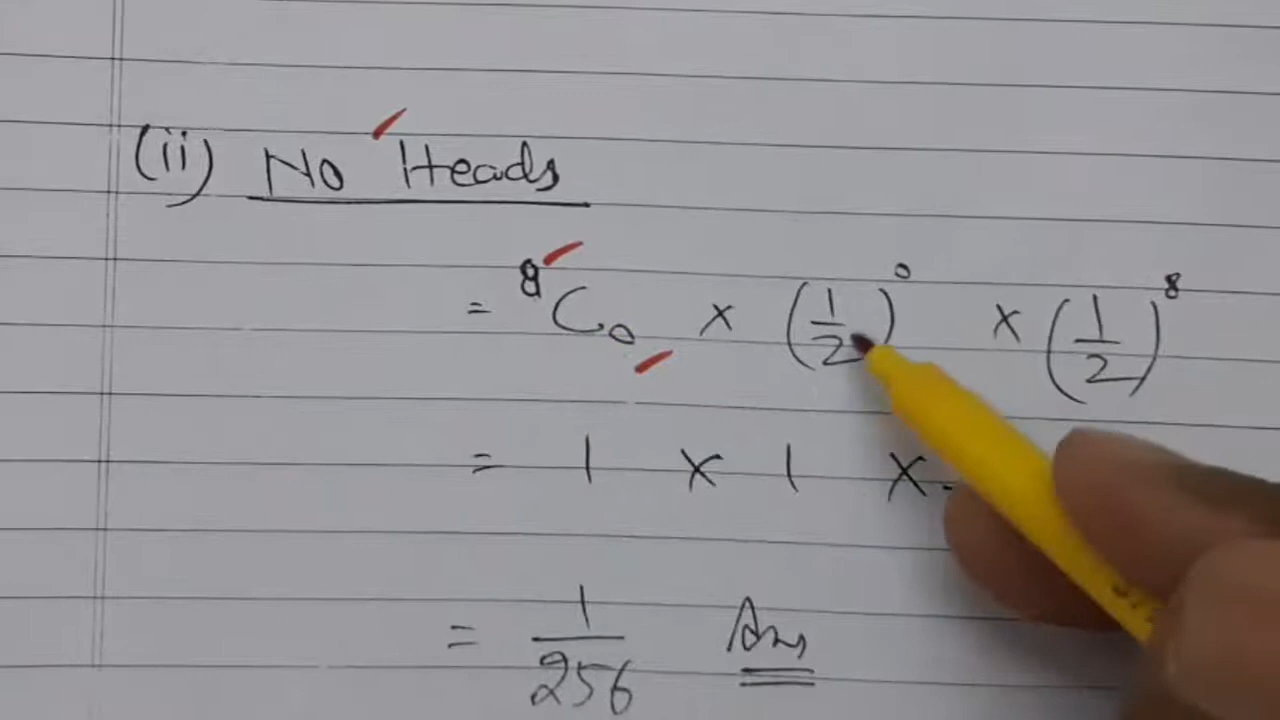 (ii) No Heads
= ⁸C₀ × (1/2)⁰ × (1/2)⁸
= 1 × 1 ×
= 1/256 Ans